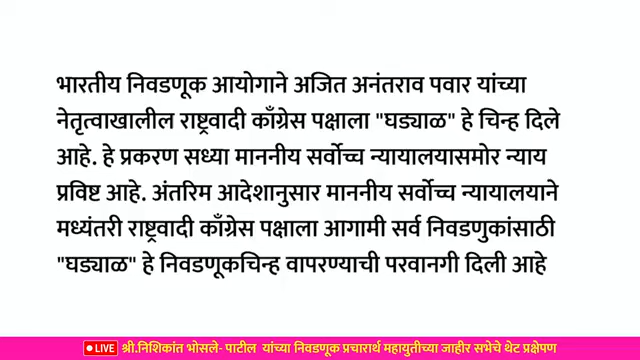 भारतीय निवडणूक आयोगाने अजित अनंतराव पवार यांच्या
नेतृत्वाखालील राष्ट्रवादी काँग्रेस पक्षाला "घड्याळ" हे चिन्ह दिले
आहे. हे प्रकरण सध्या माननीय सर्वोच्च न्यायालयासमोर न्याय
प्रविष्ट आहे. अंतरिम आदेशानुसार माननीय सर्वोच्च न्यायालयाने
मध्यंतरी राष्ट्रवादी काँग्रेस पक्षाला आगामी सर्व निवडणुकांसाठी
"घड्याळ" हे निवडणूकचिन्ह वापरण्याची परवानगी दिली आहे
LIVE श्री.निशिकांत भोसले- पाटील यांच्या निवडणूक प्रचारार्थ महायुतीच्या जाहीर सभेचे थेट प्रक्षेपण